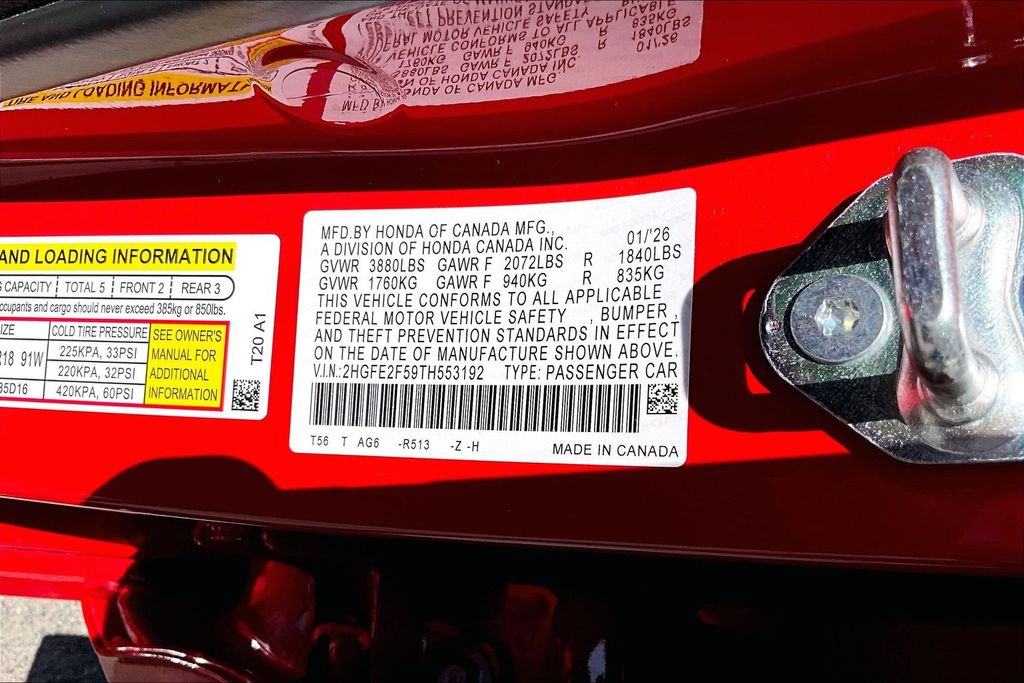 AND LOADING INFORMATION
G CAPACITY TOTAL 5 FRONT 2 REAR 3
ccupants and cargo should never exceed 385kg or 850lbs.
IZE COLD TIRE PRESSURE SEE OWNER'S MANUAL FOR ADDITIONAL INFORMATION
R18 91W 225KPA, 33PSI
220KPA, 32PSI
85D16 420KPA, 60PSI
T20 A1
MFD.BY HONDA OF CANADA MFG.,
A DIVISION OF HONDA CANADA INC. 01/'26
GVWR 3880LBS GAWR F 2072LBS R 1840LBS
GVWR 1760KG GAWR F 940KG R 835KG
THIS VEHICLE CONFORMS TO ALL APPLICABLE
FEDERAL MOTOR VEHICLE SAFETY , BUMPER ,
AND THEFT PREVENTION STANDARDS IN EFFECT
ON THE DATE OF MANUFACTURE SHOWN ABOVE.
V.I.N.:2HGFE2F59TH553192 TYPE: PASSENGER CAR
T56 T AG6 -R513 -Z -H MADE IN CANADA